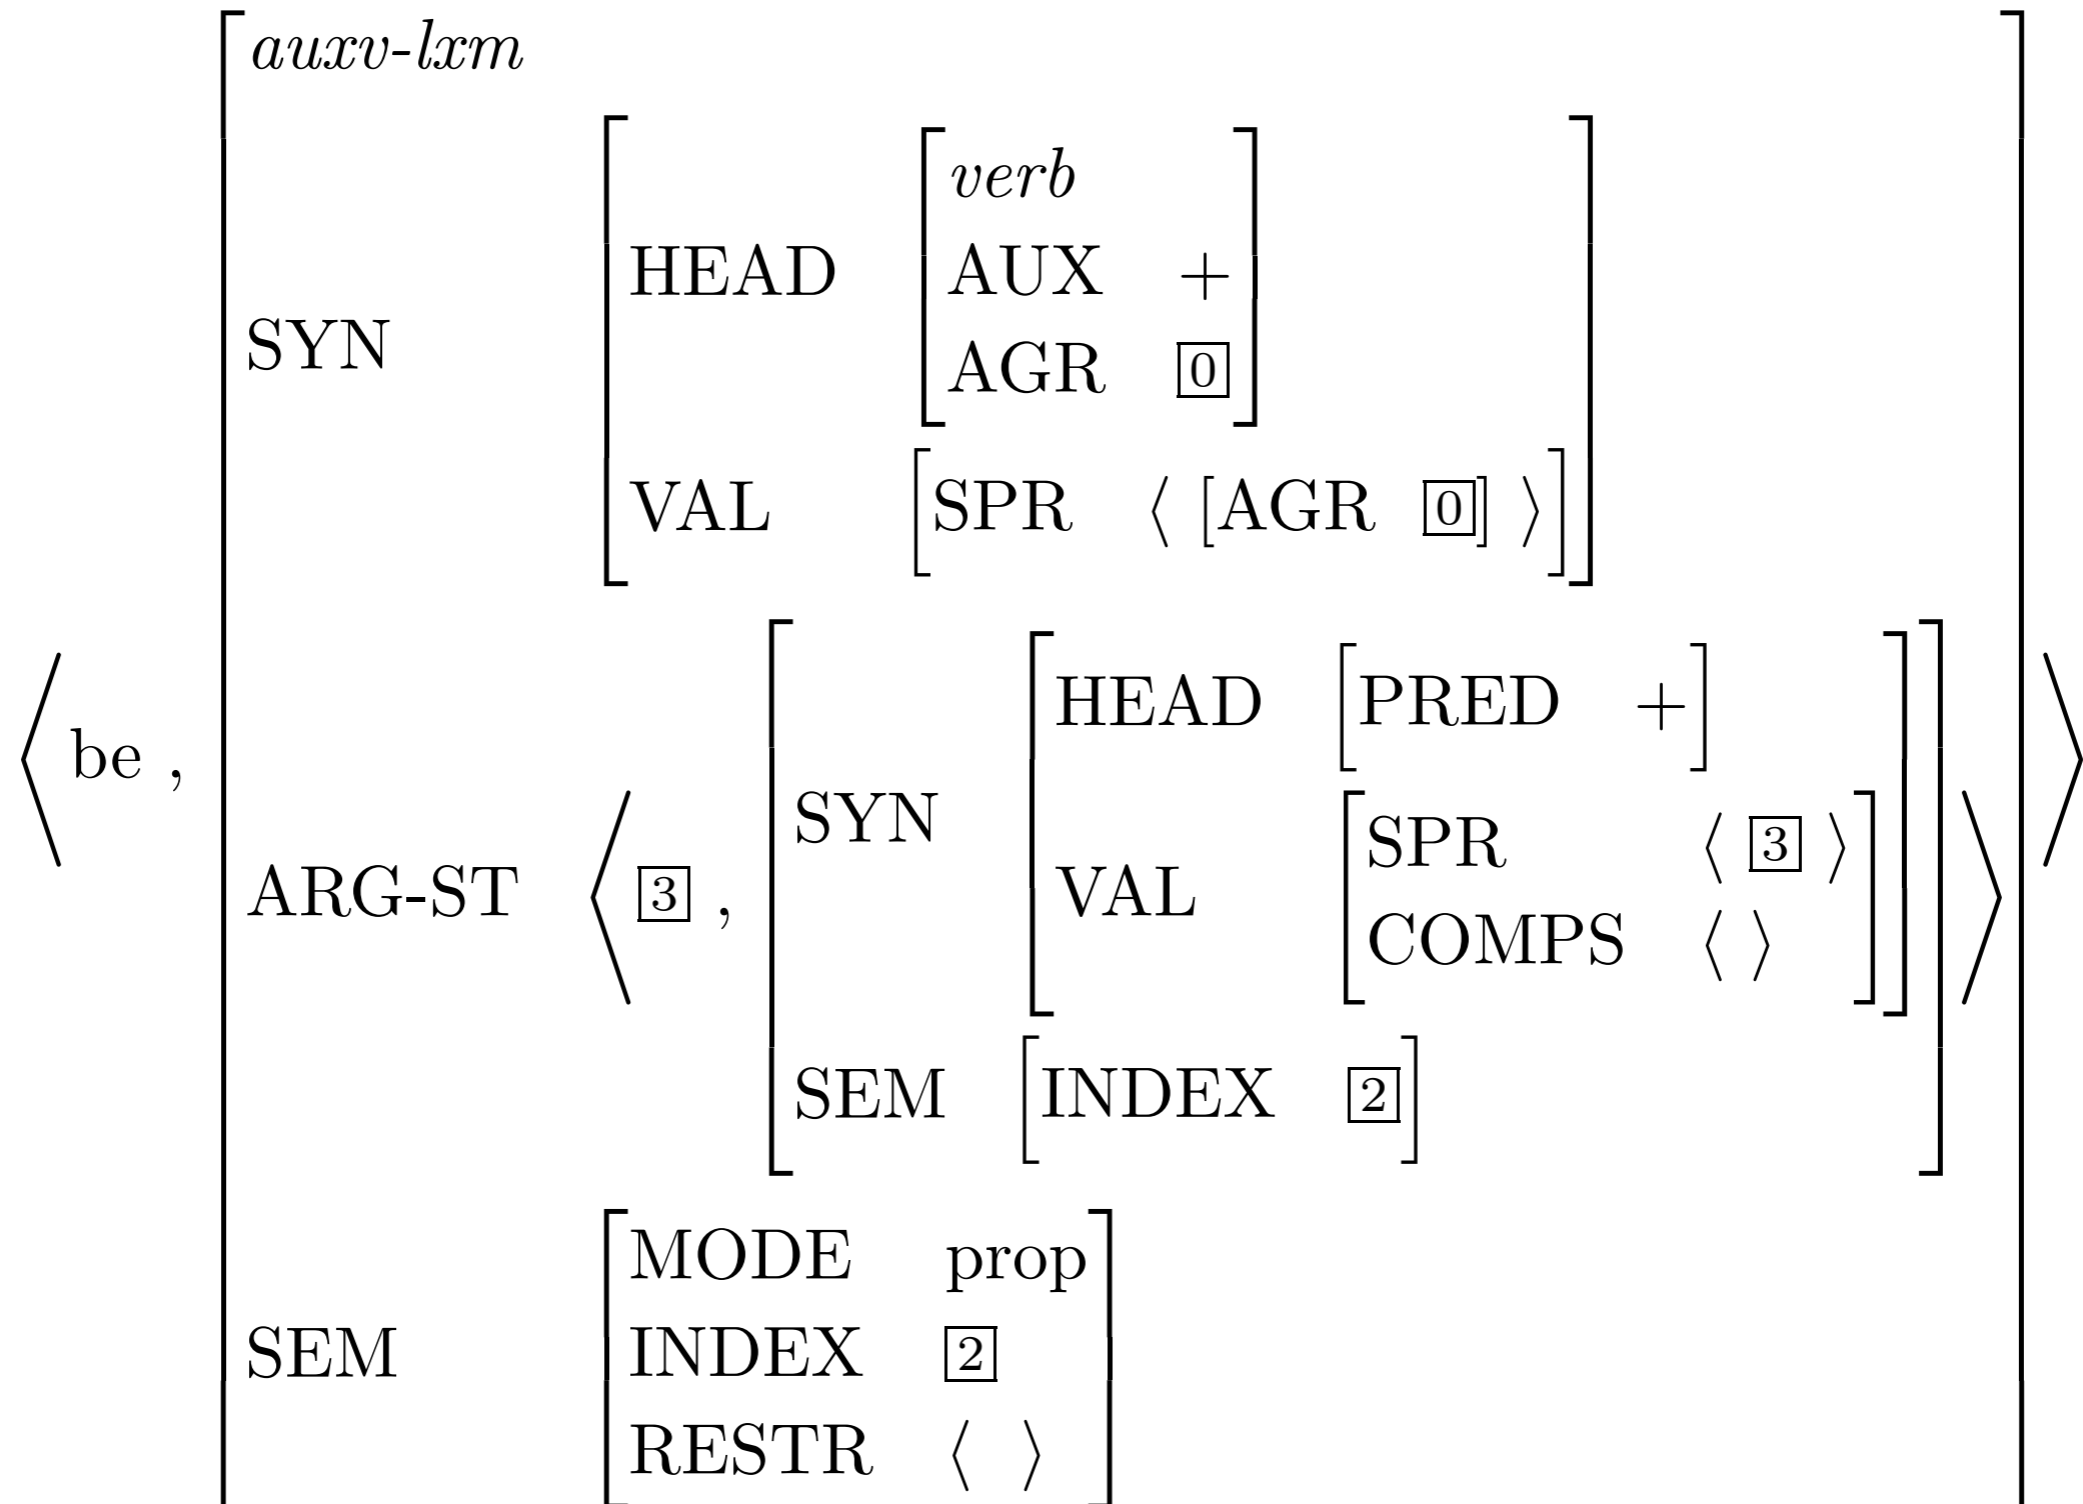 auxv-lxm
verb
HEAD AUX +
SYN AGR 0
VAL [SPR ⟨ [AGR 0] ⟩]
HEAD [PRED +]
⟨be , SYN SPR ⟨ 3 ⟩
ARG-ST ⟨ 3 , VAL COMPS ⟨ ⟩ ⟩ ⟩
SEM [INDEX 2]
MODE prop
SEM INDEX 2
RESTR ⟨ ⟩